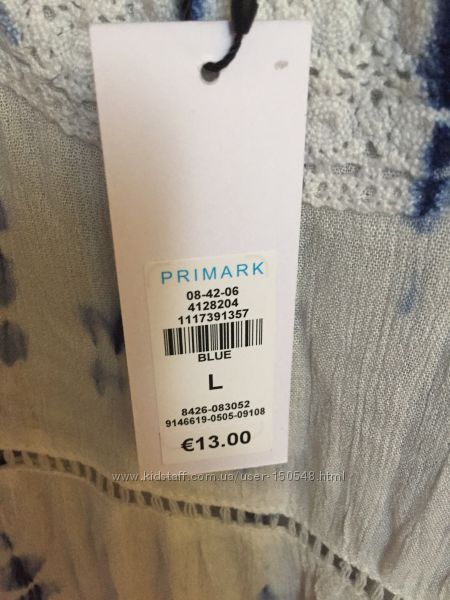 PRIMARK
08-42-06
4128204
1117391357
BLUE
L
8426-083052
9146619-0505-09108
€13.00
www.kidstaff.com.ua/user-150548.html